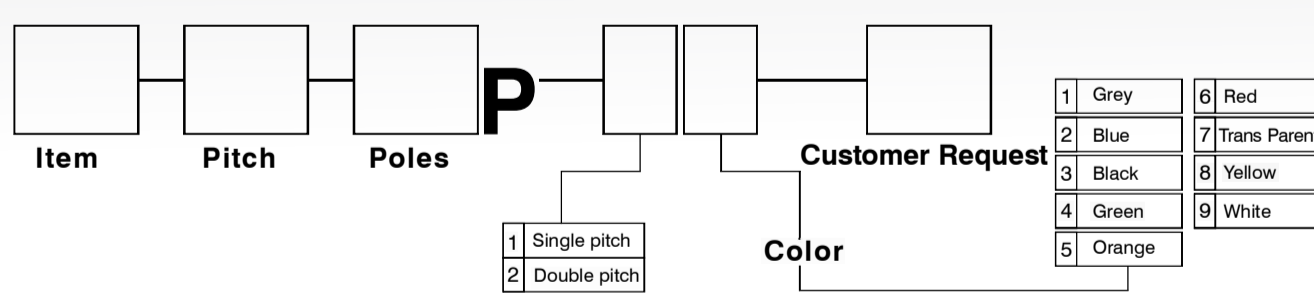 P
Item
Pitch
Poles
Customer Request
1 Single pitch
2 Double pitch
Color
1 Grey
2 Blue
3 Black
4 Green
5 Orange
6 Red
7 Trans Paren
8 Yellow
9 White